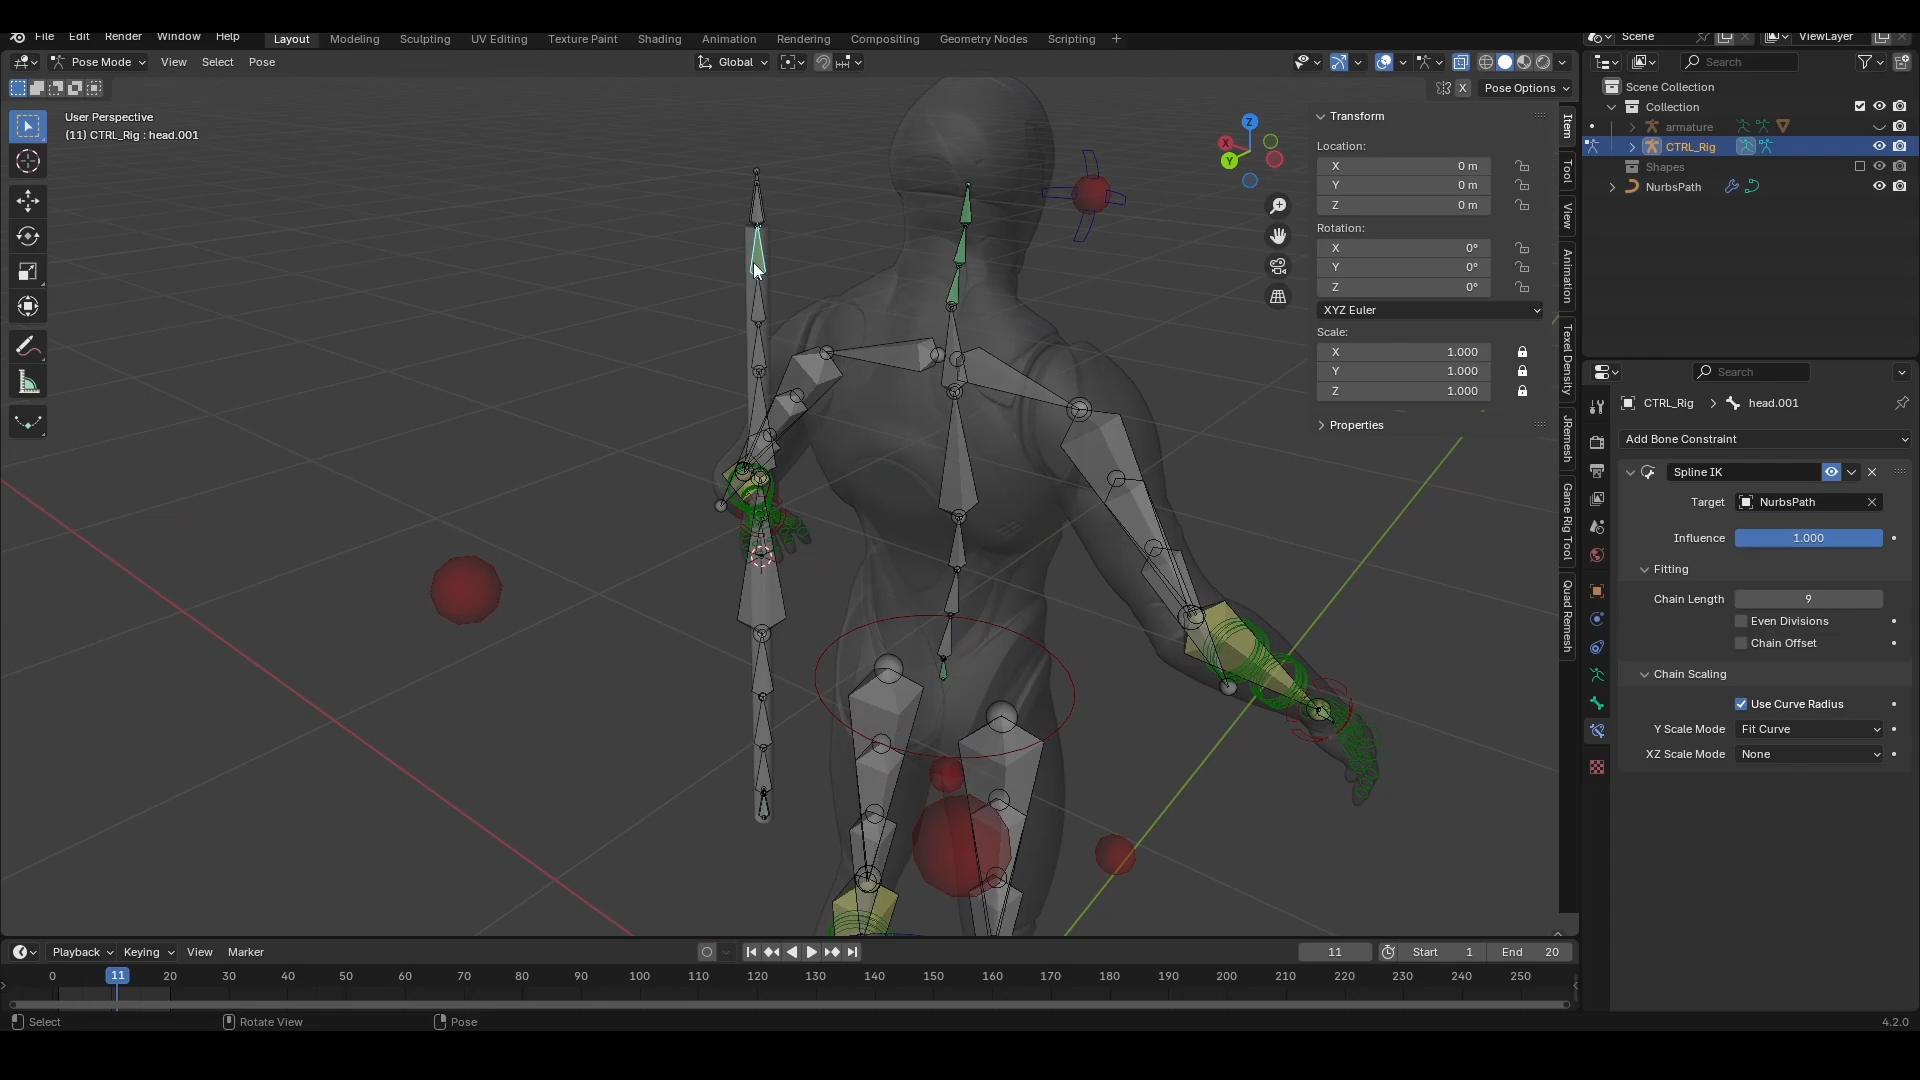 File Edit Render Window Help Layout Modeling Sculpting UV Editing Texture Paint Shading Animation Rendering Compositing Geometry Nodes Scripting +
Scene ViewLayer
Pose Mode View Select Pose Global
Search
X Pose Options
Scene Collection
Collection
armature
CTRL_Rig
Shapes
NurbsPath
User Perspective
(11) CTRL_Rig : head.001
Z
X
Y
Transform
Location:
X 0 m
Y 0 m
Z 0 m
Rotation:
X 0°
Y 0°
Z 0°
XYZ Euler
Scale:
X 1.000
Y 1.000
Z 1.000
Properties
Item
Tool
View
Animation
Texel Density
JRemesh
Game Rig Tool
Quad Remesh
Search
CTRL_Rig head.001
Add Bone Constraint
Spline IK
Target NurbsPath
Influence 1.000
Fitting
Chain Length 9
Even Divisions
Chain Offset
Chain Scaling
Use Curve Radius
Y Scale Mode Fit Curve
XZ Scale Mode None
Playback Keying View Marker
11 Start 1 End 20
0 11 20 30 40 50 60 70 80 90 100 110 120 130 140 150 160 170 180 190 200 210 220 230 240 250
Select Rotate View Pose
4.2.0